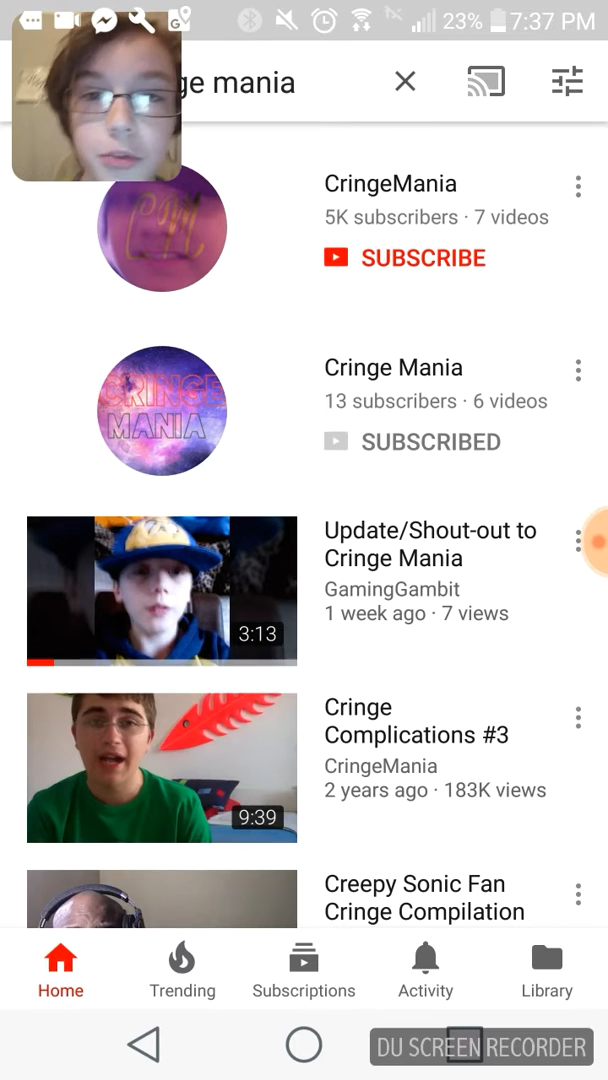 23% 7:37 PM
ge mania
CringeMania
5K subscribers · 7 videos
SUBSCRIBE
CM
Cringe Mania
13 subscribers · 6 videos
SUBSCRIBED
CRINGE
MANIA
Update/Shout-out to
Cringe Mania
GamingGambit
1 week ago · 7 views
3:13
Cringe
Complications #3
CringeMania
2 years ago · 183K views
9:39
Creepy Sonic Fan
Cringe Compilation
Home
Trending
Subscriptions
Activity
Library
DU SCREEN RECORDER